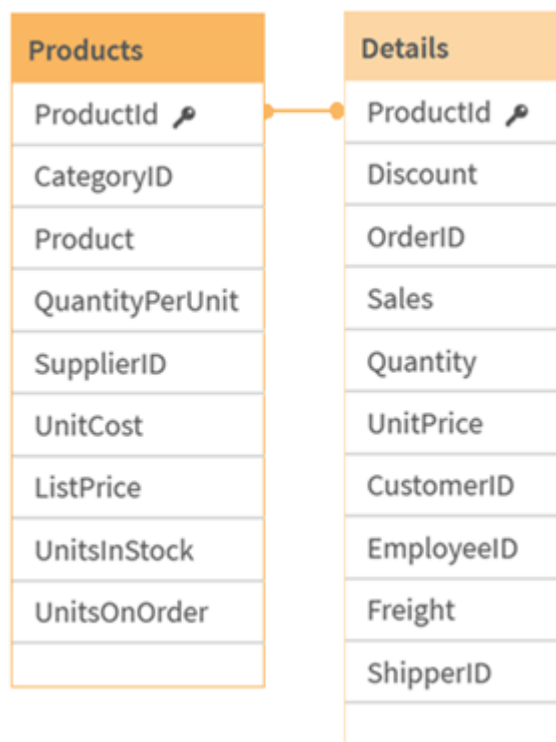 Products
ProductId
CategoryID
Product
QuantityPerUnit
SupplierID
UnitCost
ListPrice
UnitsInStock
UnitsOnOrder
Details
ProductId
Discount
OrderID
Sales
Quantity
UnitPrice
CustomerID
EmployeeID
Freight
ShipperID